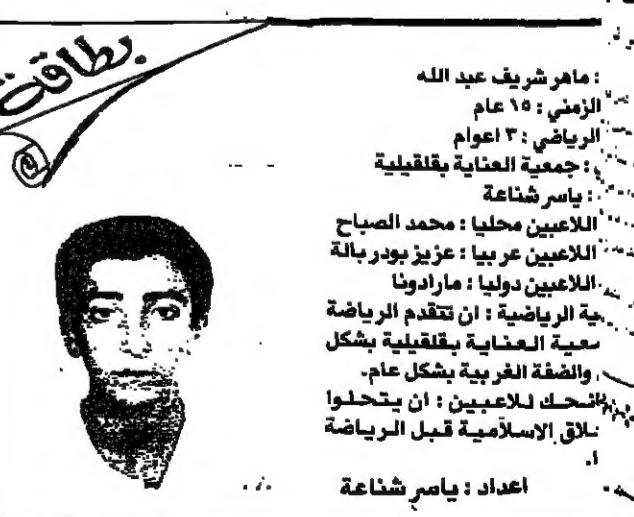 بطاقة
: ماهر شريف عبد الله
الزمني : ١٥ عام
الرياضي : ٣ اعوام
: جمعية العناية بقلقيلية
: ياسر شناعة
اللاعبين محليا : محمد الصباح
اللاعبين عربيا : عزيز بودربالة
اللاعبين دوليا : مارادونا
ية الرياضية : ان تتقدم الرياضة
معية العناية بقلقيلية بشكل
، والضفة الغربية بشكل عام.
للاعبين : ان يتحلوا
الاسلامية قبل الرياضة
اعداد : ياسر شناعة